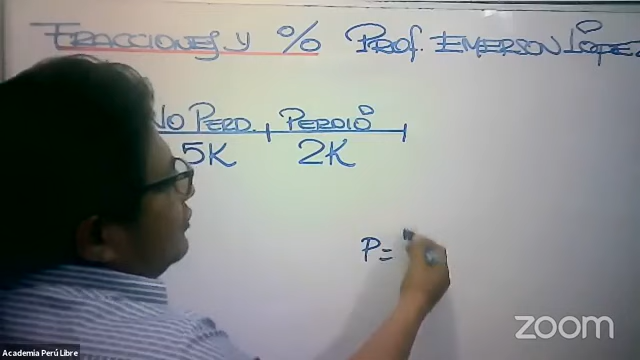 FRACCIONES Y % PROF. EMERSON LÓPEZ
NO PERD. PERDIÓ
5K 2K
P=
zoom
Academia Perú Libre